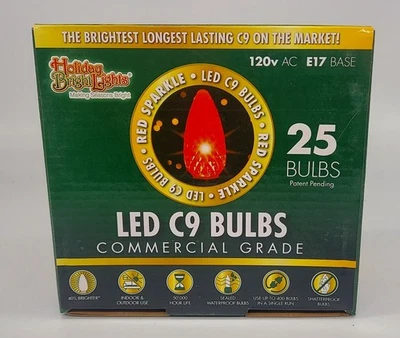 THE BRIGHTEST LONGEST LASTING C9 ON THE MARKET!
Holiday
Bright Lights
Making Seasons Bright
120v AC E17 BASE
RED SPARKLE • LED C9 BULBS •
RED SPARKLE • LED C9 BULBS •
25
BULBS
Patent Pending
LED C9 BULBS
COMMERCIAL GRADE
40% BRIGHTER
INDOOR &
OUTDOOR USE
50'000
HOUR LIFE
SEALED
WATERPROOF BULBS
USE UP TO 400 BULBS
IN A SINGLE RUN
SHATTERPROOF
BULBS